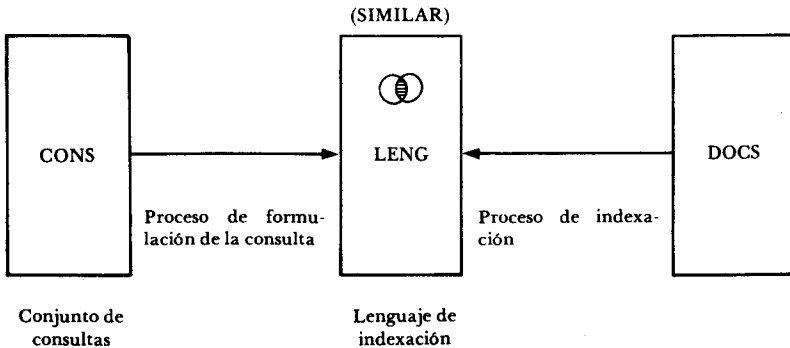 (SIMILAR)
CONS
LENG
DOCS
Proceso de formu-
lación de la consulta
Proceso de indexa-
ción
Conjunto de
consultas
Lenguaje de
indexación